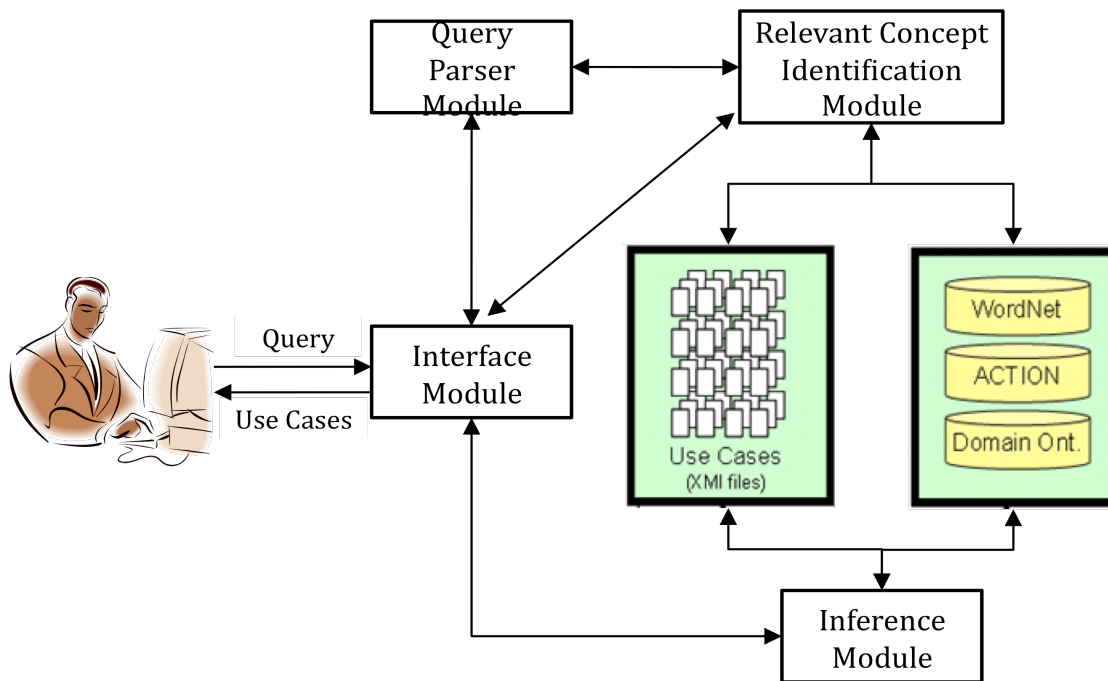 Query
Parser
Module
Relevant Concept
Identification
Module
Query
Use Cases
Interface
Module
Use Cases
(XMI files)
WordNet
ACTION
Domain Ont.
Inference
Module